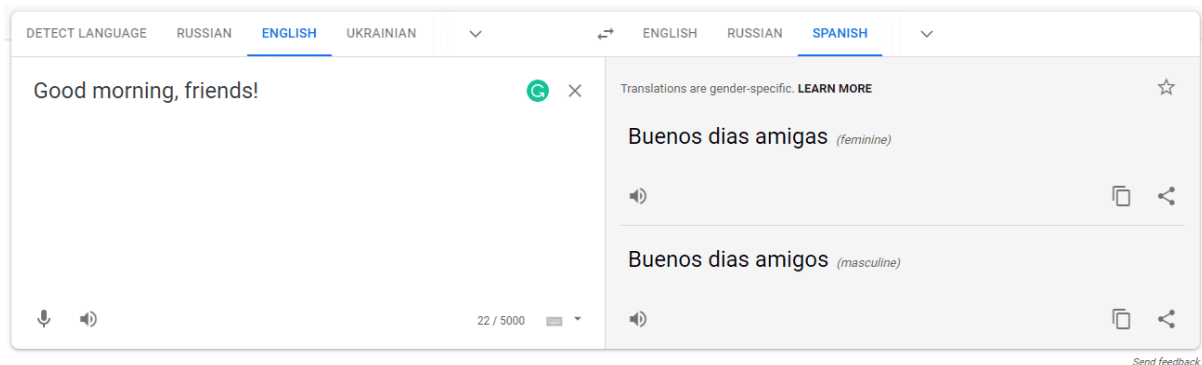 DETECT LANGUAGE RUSSIAN ENGLISH UKRAINIAN ENGLISH RUSSIAN SPANISH
Good morning, friends!
Translations are gender-specific. LEARN MORE
Buenos dias amigas (feminine)
Buenos dias amigos (masculine)
22 / 5000
Send feedback